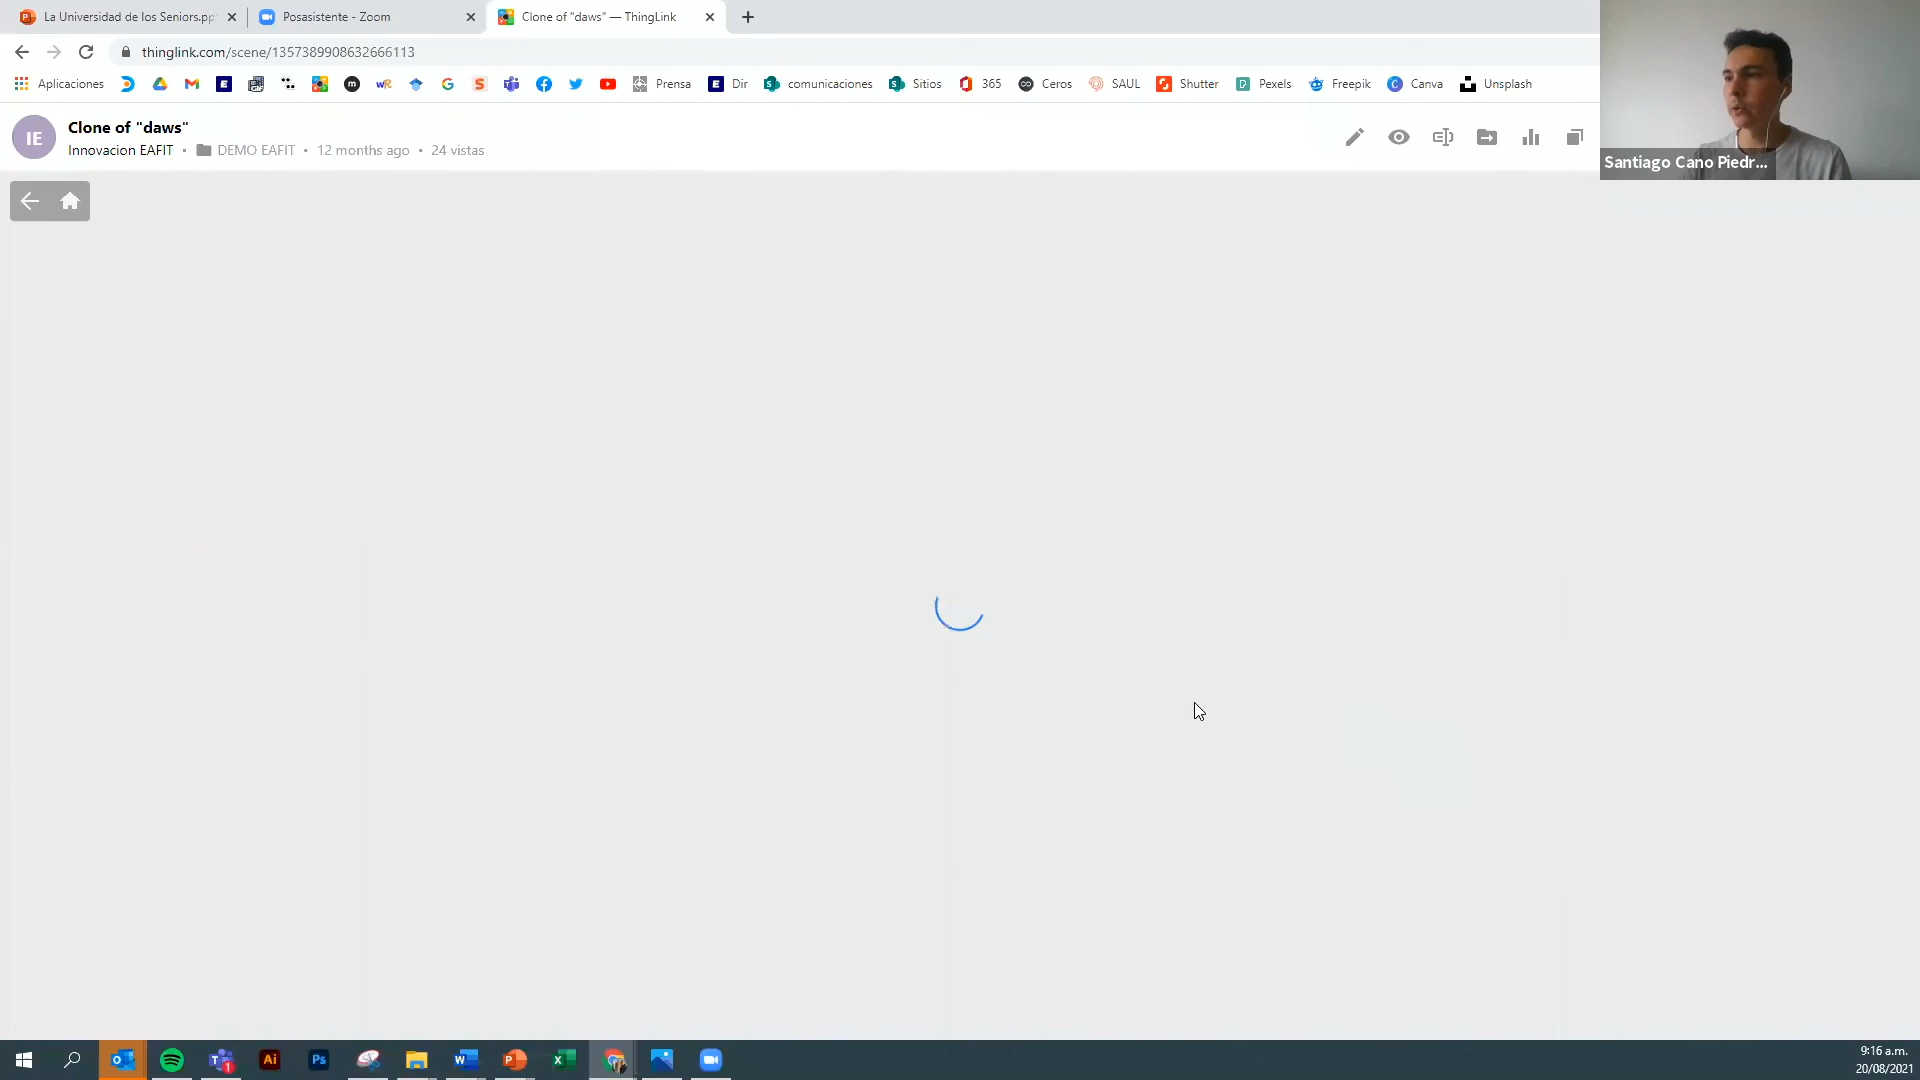 La Universidad de los Seniors.pp
Posasistente - Zoom
Clone of "daws" — ThingLink
thinglink.com/scene/1357389908632666113
Aplicaciones
Prensa
Dir
comunicaciones
Sitios
365
Ceros
SAUL
Shutter
Pexels
Freepik
Canva
Unsplash
IE
Clone of "daws"
Innovacion EAFIT • DEMO EAFIT • 12 months ago • 24 vistas
Santiago Cano Piedr...
9:16 a.m.
20/08/2021